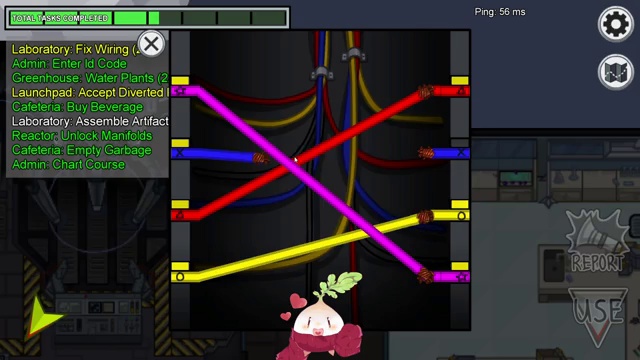 TOTAL TASKS COMPLETED
Ping: 56 ms
Laboratory: Fix Wiring (
Admin: Enter Id Code
Greenhouse: Water Plants (2
Launchpad: Accept Diverted
Cafeteria: Buy Beverage
Laboratory: Assemble Artifact
Reactor: Unlock Manifolds
Cafeteria: Empty Garbage
Admin: Chart Course
REPORT
USE